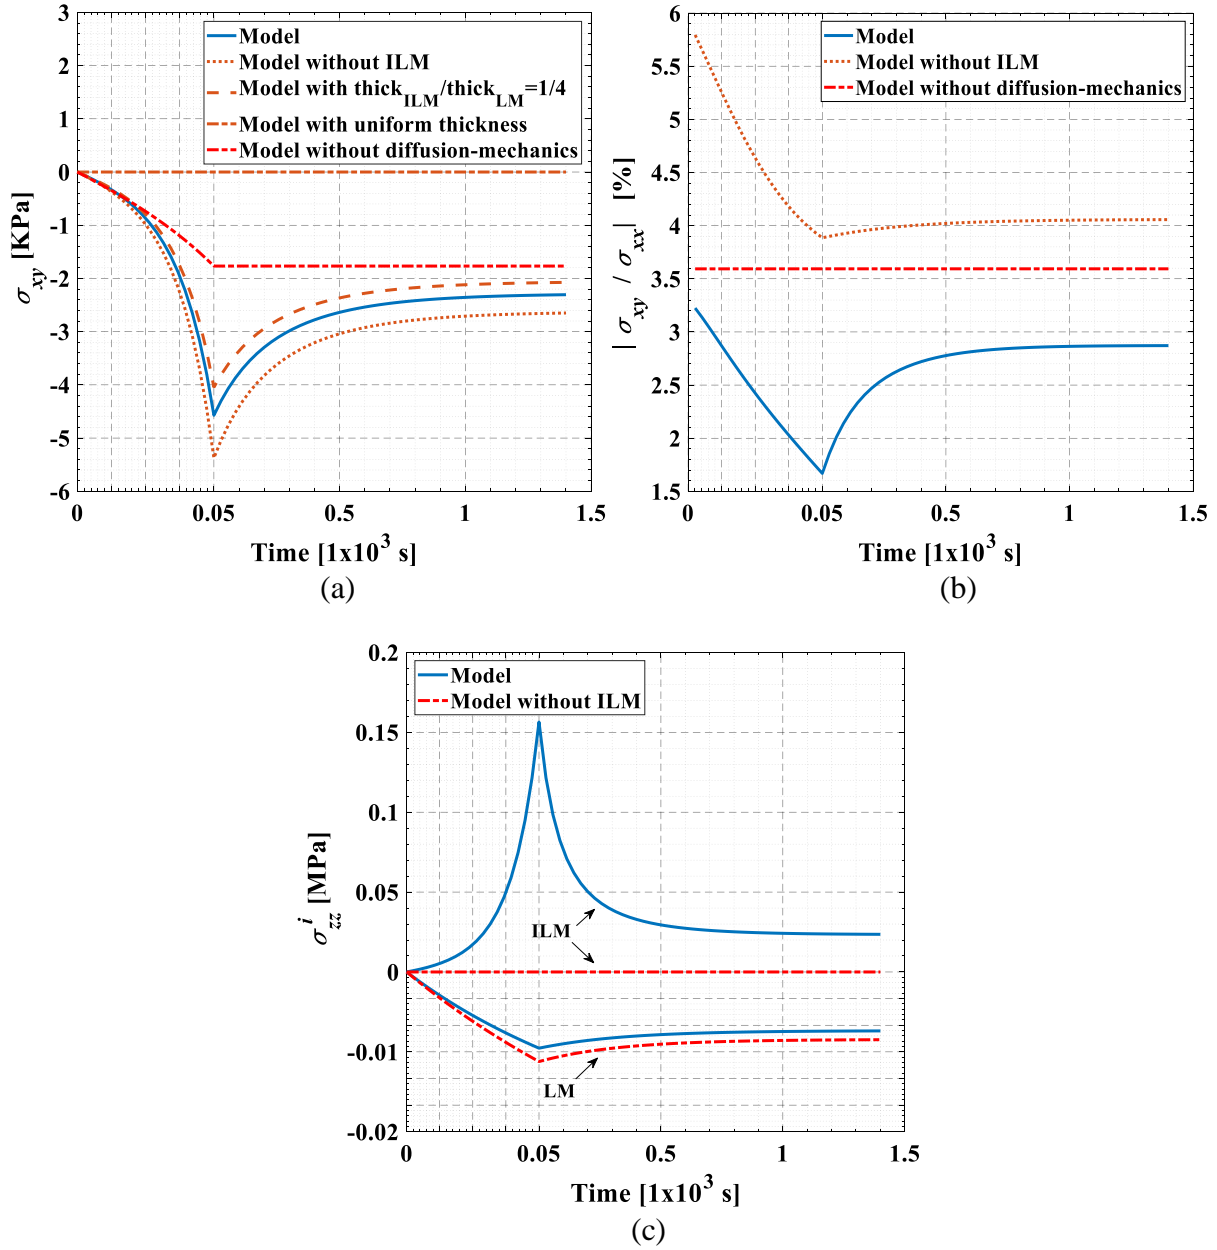 3
2
1
0
-1
-2
-3
-4
-5
-6
σxy [KPa]
Model
Model without ILM
Model with thickILM/thickLM=1/4
Model with uniform thickness
Model without diffusion-mechanics
0 0.05 0.5 1 1.5
Time [1x10³ s]
(a)
6
5.5
5
4.5
4
3.5
3
2.5
2
1.5
| σxy / σxx| [%]
Model
Model without ILM
Model without diffusion-mechanics
0 0.05 0.5 1 1.5
Time [1x10³ s]
(b)
0.2
0.15
0.1
0.05
0
-0.01
-0.02
σzz^i [MPa]
Model
Model without ILM
ILM
LM
0 0.05 0.5 1 1.5
Time [1x10³ s]
(c)